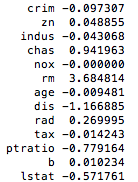 crim -0.097307
zn 0.048855
indus -0.043068
chas 0.941963
nox -0.000000
rm 3.684814
age -0.009481
dis -1.166885
rad 0.269995
tax -0.014243
ptratio -0.779164
b 0.010234
lstat -0.571761